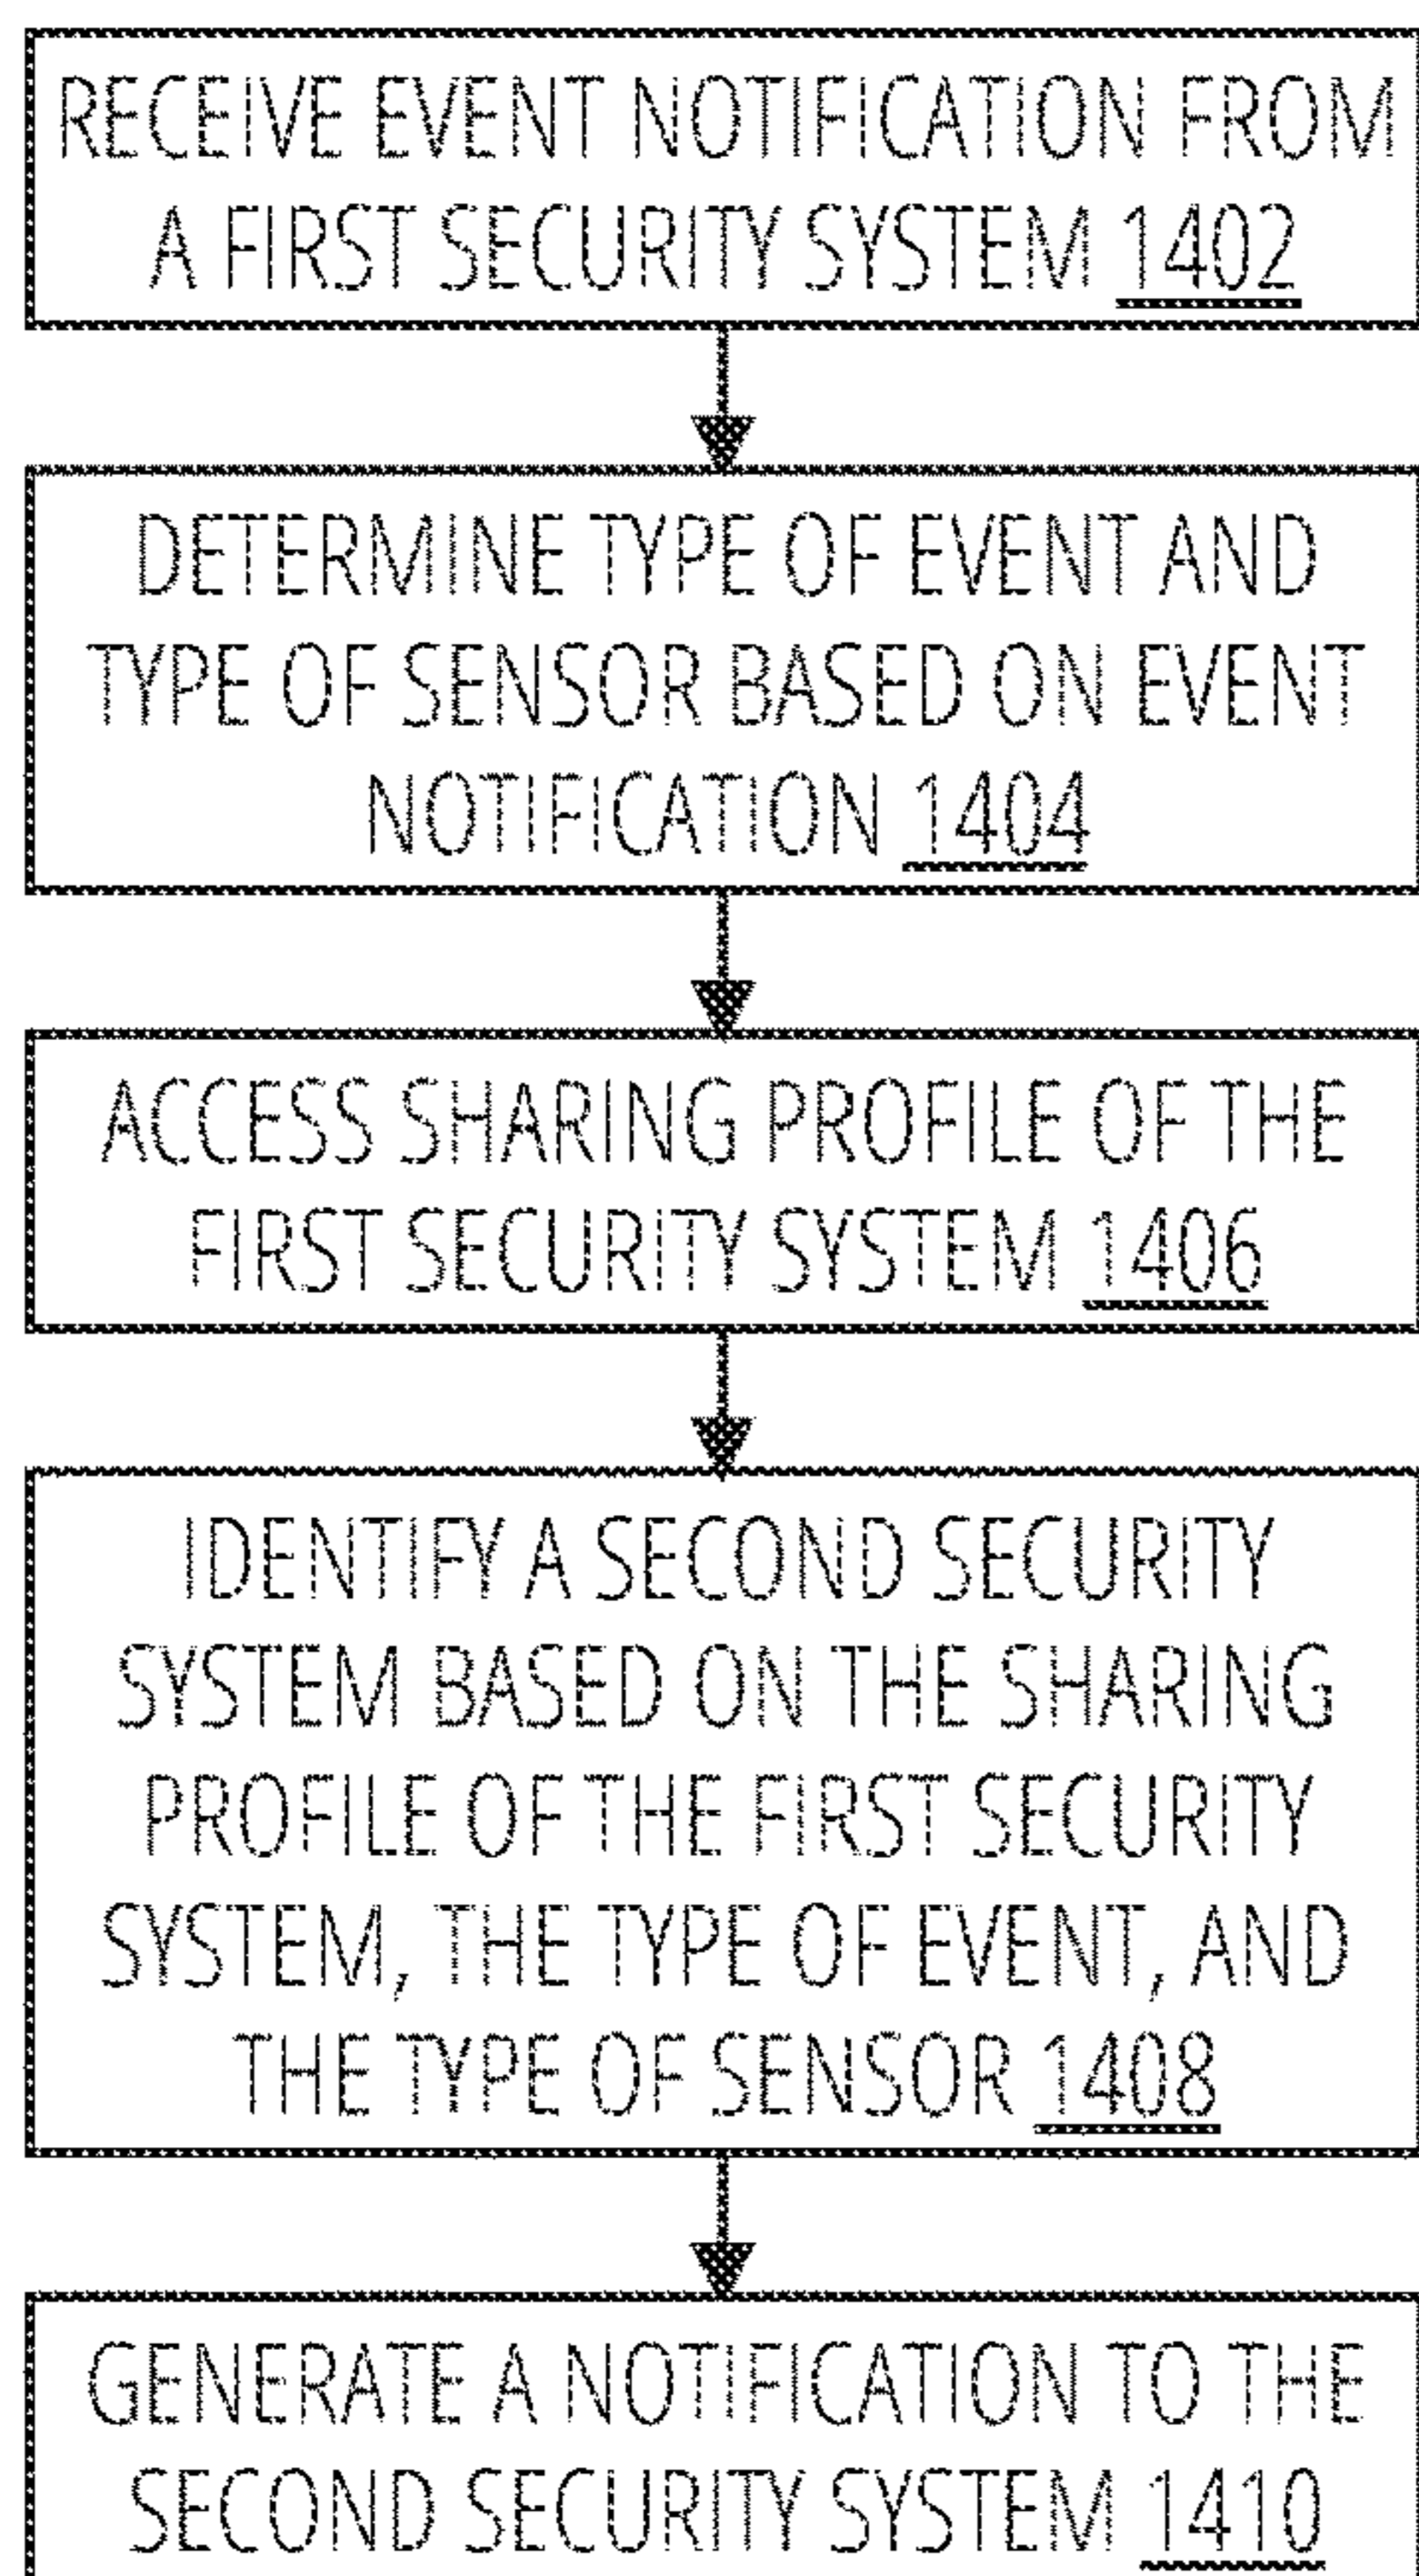 RECEIVE EVENT NOTIFICATION FROM
A FIRST SECURITY SYSTEM 1402
DETERMINE TYPE OF EVENT AND
TYPE OF SENSOR BASED ON EVENT
NOTIFICATION 1404
ACCESS SHARING PROFILE OF THE
FIRST SECURITY SYSTEM 1406
IDENTIFY A SECOND SECURITY
SYSTEM BASED ON THE SHARING
PROFILE OF THE FIRST SECURITY
SYSTEM, THE TYPE OF EVENT, AND
THE TYPE OF SENSOR 1408
GENERATE A NOTIFICATION TO THE
SECOND SECURITY SYSTEM 1410